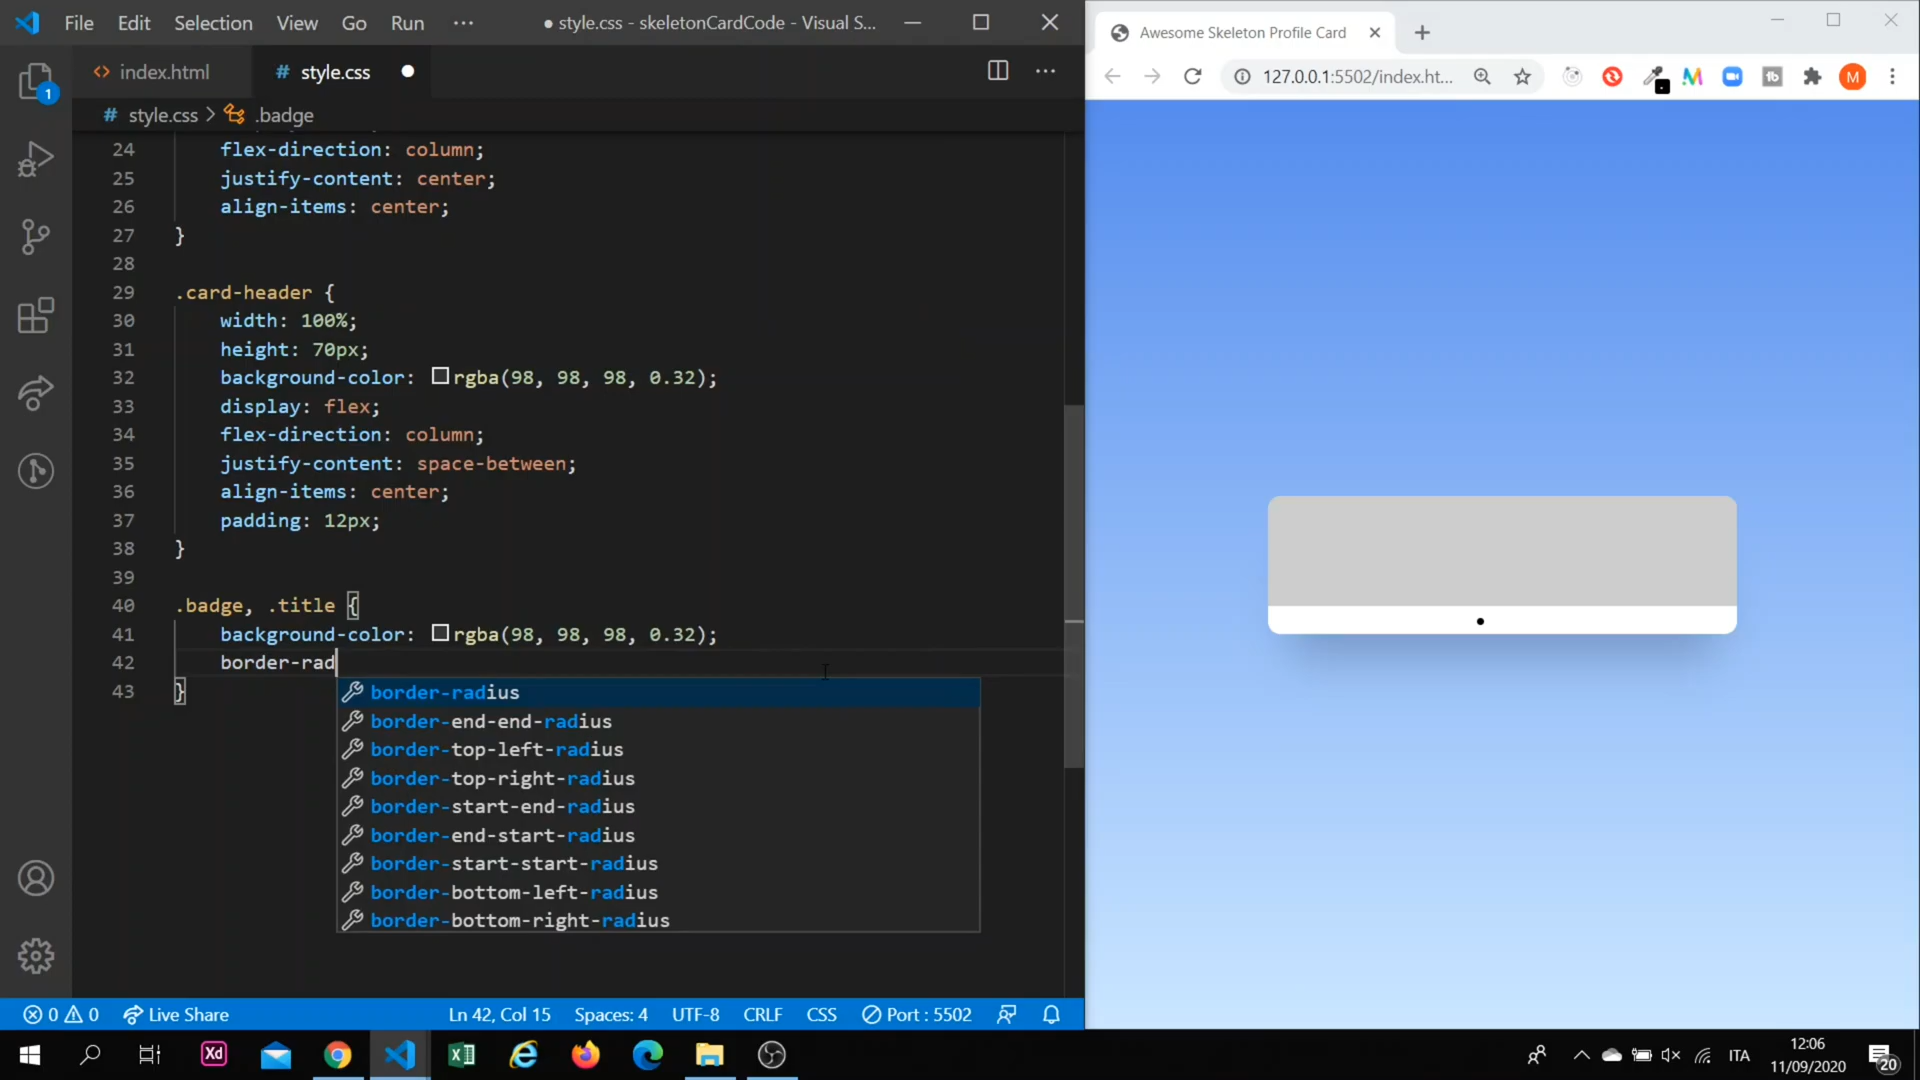 File Edit Selection View Go Run ··· ● style.css - skeletonCardCode - Visual S...
index.html # style.css ●
# style.css > .badge
24 flex-direction: column;
25 justify-content: center;
26 align-items: center;
27 }
28
29 .card-header {
30 width: 100%;
31 height: 70px;
32 background-color: rgba(98, 98, 98, 0.32);
33 display: flex;
34 flex-direction: column;
35 justify-content: space-between;
36 align-items: center;
37 padding: 12px;
38 }
39
40 .badge, .title {
41 background-color: rgba(98, 98, 98, 0.32);
42 border-rad
43 }
border-radius
border-end-end-radius
border-top-left-radius
border-top-right-radius
border-start-end-radius
border-end-start-radius
border-start-start-radius
border-bottom-left-radius
border-bottom-right-radius
1
0 0 Live Share Ln 42, Col 15 Spaces: 4 UTF-8 CRLF CSS Port : 5502
Awesome Skeleton Profile Card
127.0.0.1:5502/index.ht...
M
tb
M
Xd
ITA
12:06
11/09/2020
20